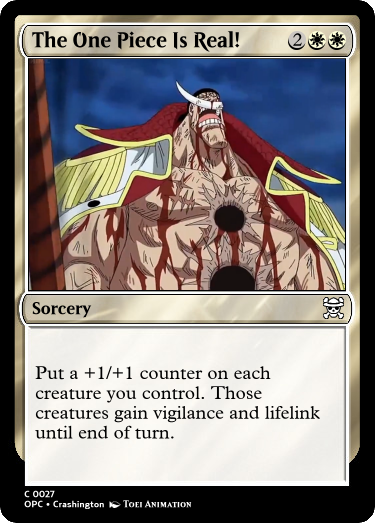 The One Piece Is Real! 2
Sorcery
Put a +1/+1 counter on each
creature you control. Those
creatures gain vigilance and lifelink
until end of turn.
C 0027
OPC • Crashington Toei Animation